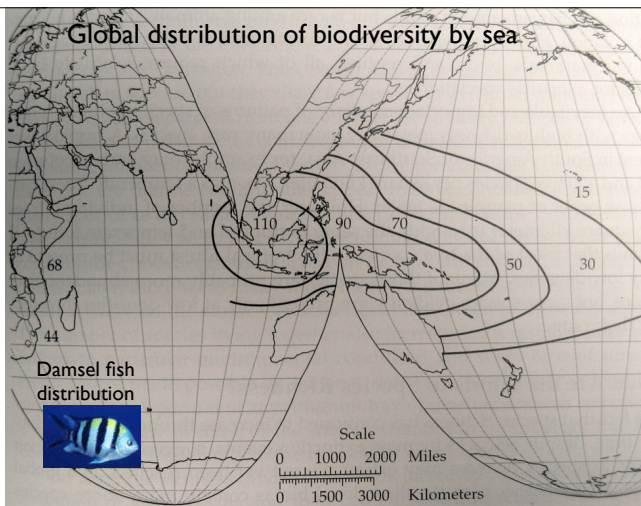 Global distribution of biodiversity by sea
15
110 90 70
68
50 30
44
Damsel fish
distribution
Scale
0 1000 2000 Miles
0 1500 3000 Kilometers